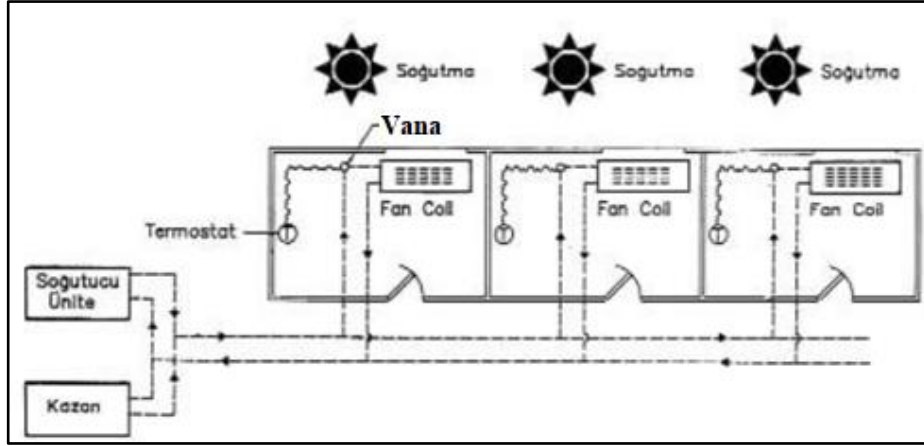 Soğutma
Soğutma
Soğutma
Vana
Fan Coil
Fan Coil
Fan Coil
Termostat
T
T
T
Soğutucu
Ünite
Kazan